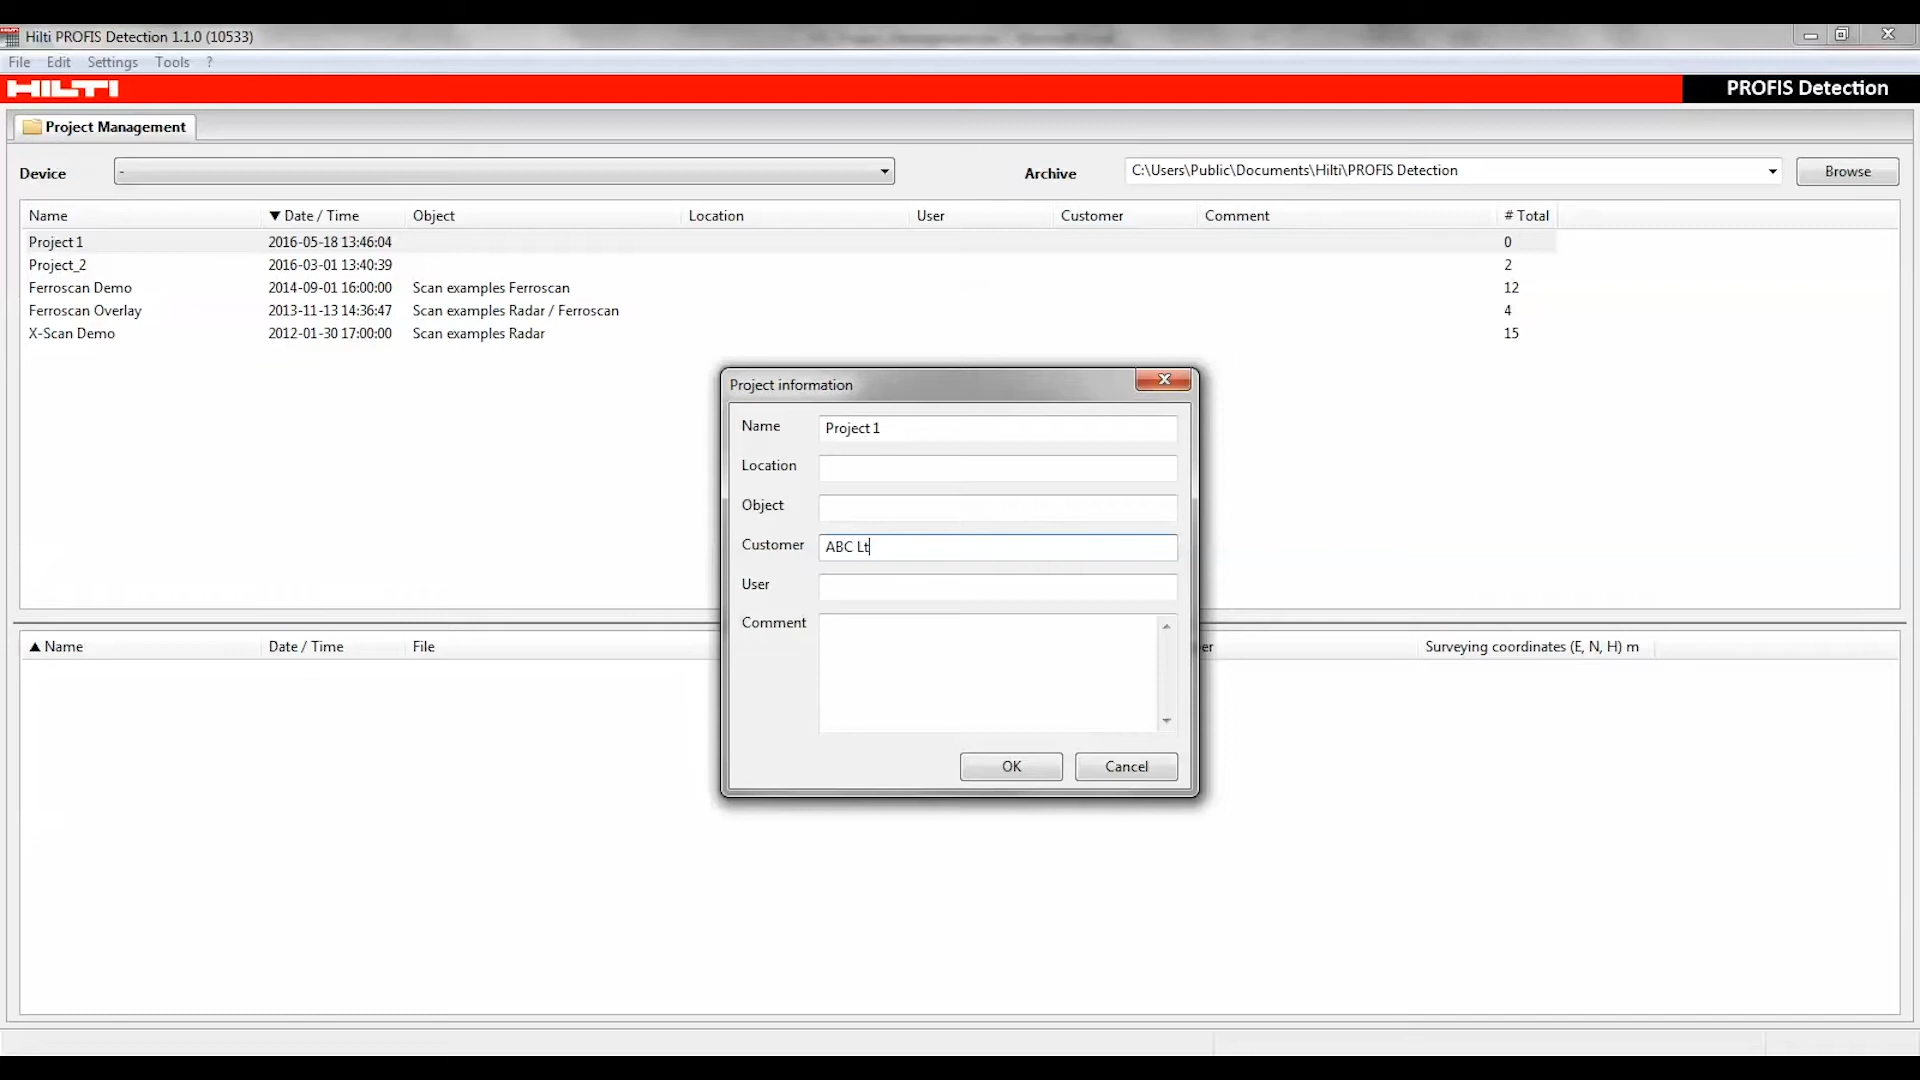 Hilti PROFIS Detection 1.1.0 (10533)
File Edit Settings Tools ?
HILTI PROFIS Detection
Project Management
Device - Archive C:\Users\Public\Documents\Hilti\PROFIS Detection Browse
Name Date / Time Object Location User Customer Comment # Total
Project 1 2016-05-18 13:46:04 0
Project_2 2016-03-01 13:40:39 2
Ferroscan Demo 2014-09-01 16:00:00 Scan examples Ferroscan 12
Ferroscan Overlay 2013-11-13 14:36:47 Scan examples Radar / Ferroscan 4
X-Scan Demo 2012-01-30 17:00:00 Scan examples Radar 15
Project information
Name Project 1
Location
Object
Customer ABC Lt
User
Comment
OK Cancel
Name Date / Time File er Surveying coordinates (E, N, H) m